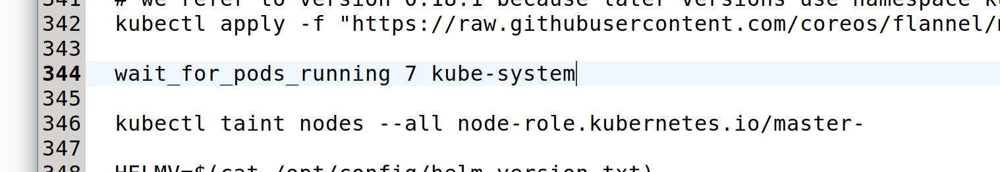 341 # we refer to version 0.18.1 because later versions use namespace
342 kubectl apply -f "https://raw.githubusercontent.com/coreos/flannel/
343
344 wait_for_pods_running 7 kube-system
345
346 kubectl taint nodes --all node-role.kubernetes.io/master-
347
348 HELMV=$(cat /opt/config/helm_version.txt)